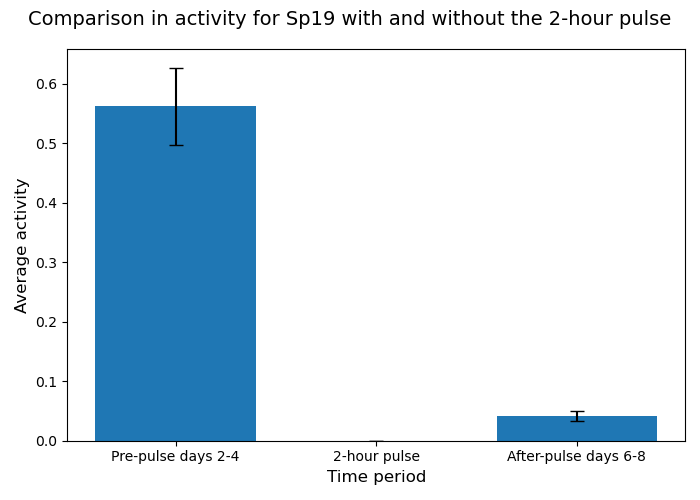 Comparison in activity for Sp19 with and without the 2-hour pulse
Average activity
0.6
0.5
0.4
0.3
0.2
0.1
0.0
Pre-pulse days 2-4
2-hour pulse
After-pulse days 6-8
Time period